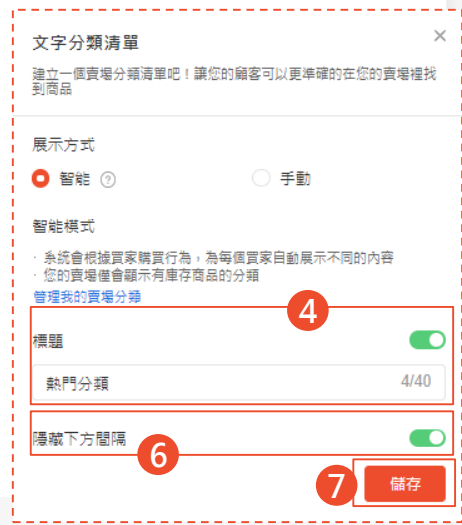 文字分類清單
建立一個賣場分類清單吧！讓您的顧客可以更準確的在您的賣場裡找
到商品
展示方式
智能 ?
手動
智能模式
· 系統會根據買家購買行為，為每個買家自動展示不同的內容
· 您的賣場僅會顯示有庫存商品的分類
管理我的賣場分類
4
標題
熱門分類 4/40
隱藏下方間隔
6
7 儲存